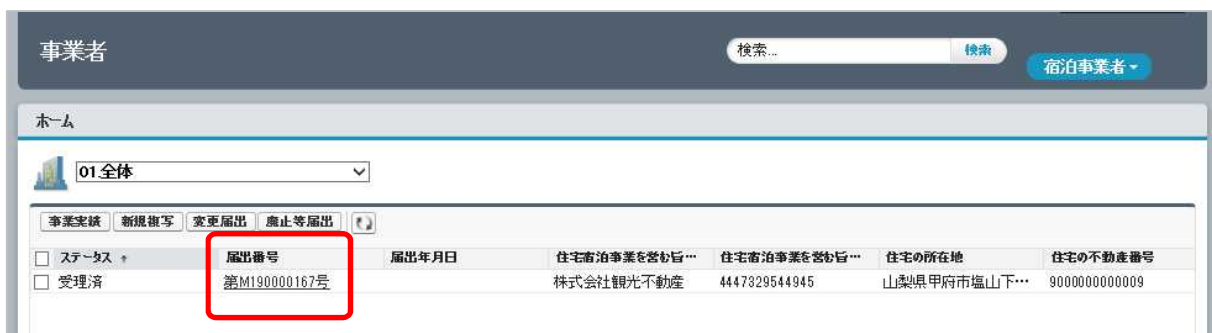 事業者
検索...
検索
宿泊事業者
ホーム
01.全体
事業実績 新規複写 変更届出 廃止等届出
ステータス 届出番号 届出年月日 住宅宿泊事業を営む旨… 住宅宿泊事業を営む旨… 住宅の所在地 住宅の不動産番号
受理済 第M190000167号 株式会社観光不動産 4447329544945 山梨県甲府市塩山下… 9000000000009